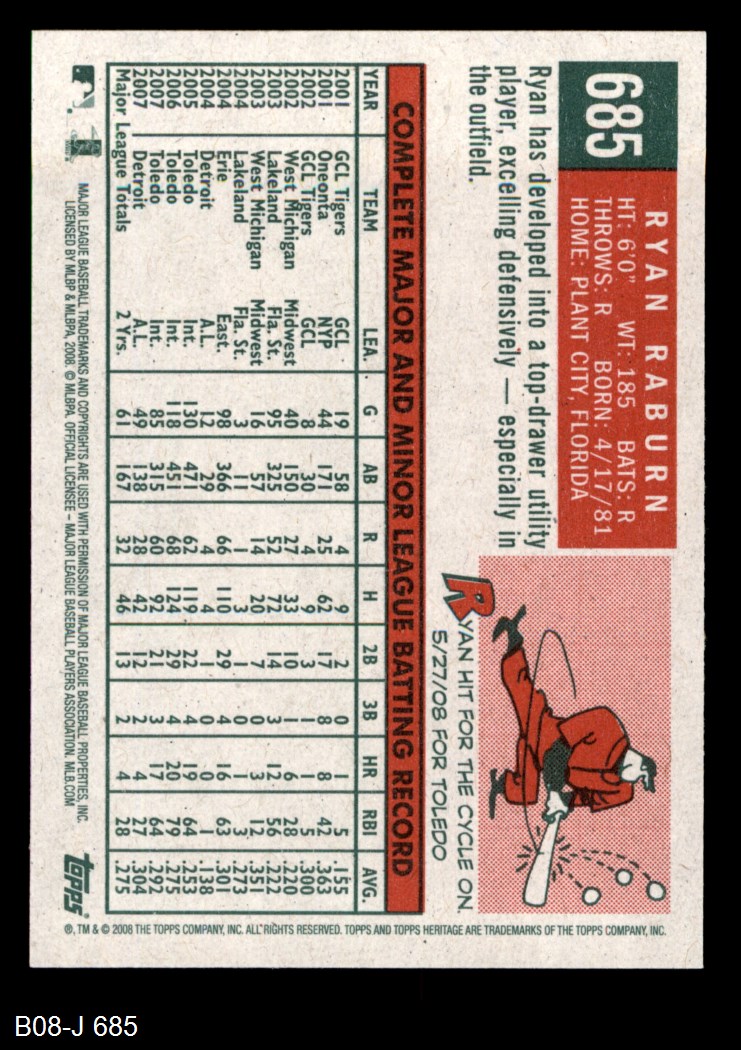 685
RYAN RABURN
HT: 6'0" WT: 185 BATS: R
THROWS: R BORN: 4/17/81
HOME: PLANT CITY, FLORIDA
Ryan has developed into a top-drawer utility
player, excelling defensively — especially in
the outfield.
RYAN HIT FOR THE CYCLE ON
5/27/08 FOR TOLEDO
COMPLETE MAJOR AND MINOR LEAGUE BATTING RECORD
YEAR TEAM LEA. G AB R H 2B 3B HR RBI AVG.
2001 GCL Tigers GCL 19 58 4 9 2 0 1 5 .155
2001 Oneonta NYP 44 171 25 62 17 8 8 42 .363
2002 GCL Tigers GCL 8 30 4 9 3 1 1 5 .300
2002 West Michigan Midwest 40 150 27 33 10 1 6 28 .220
2003 Lakeland Fla. St. 95 325 52 72 14 3 12 56 .222
2003 West Michigan Midwest 16 57 14 20 7 0 3 12 .351
2004 Lakeland Fla. St. 3 11 1 3 1 0 1 3 .273
2004 Erie East. 98 366 66 110 29 4 16 63 .301
2004 Detroit A.L. 12 29 4 4 1 0 0 1 .138
2005 Toledo Int. 130 471 62 119 22 4 19 64 .253
2006 Toledo Int. 118 451 68 124 29 4 20 79 .275
2007 Toledo Int. 85 315 60 92 21 3 17 64 .292
2007 Detroit A.L. 49 138 28 42 12 2 4 27 .304
Major League Totals 2 Yrs. 61 167 32 46 13 2 4 28 .275
MAJOR LEAGUE BASEBALL TRADEMARKS AND COPYRIGHTS ARE USED WITH PERMISSION OF MAJOR LEAGUE BASEBALL PROPERTIES, INC.
LICENSED BY MLBP & MLBPA, 2008. © MLBPA. OFFICIAL LICENSEE - MAJOR LEAGUE BASEBALL PLAYERS ASSOCIATION. MLB.COM
topps®
®, TM & © 2008 THE TOPPS COMPANY, INC. ALL RIGHTS RESERVED. TOPPS AND TOPPS HERITAGE ARE TRADEMARKS OF THE TOPPS COMPANY, INC.
B08-J 685